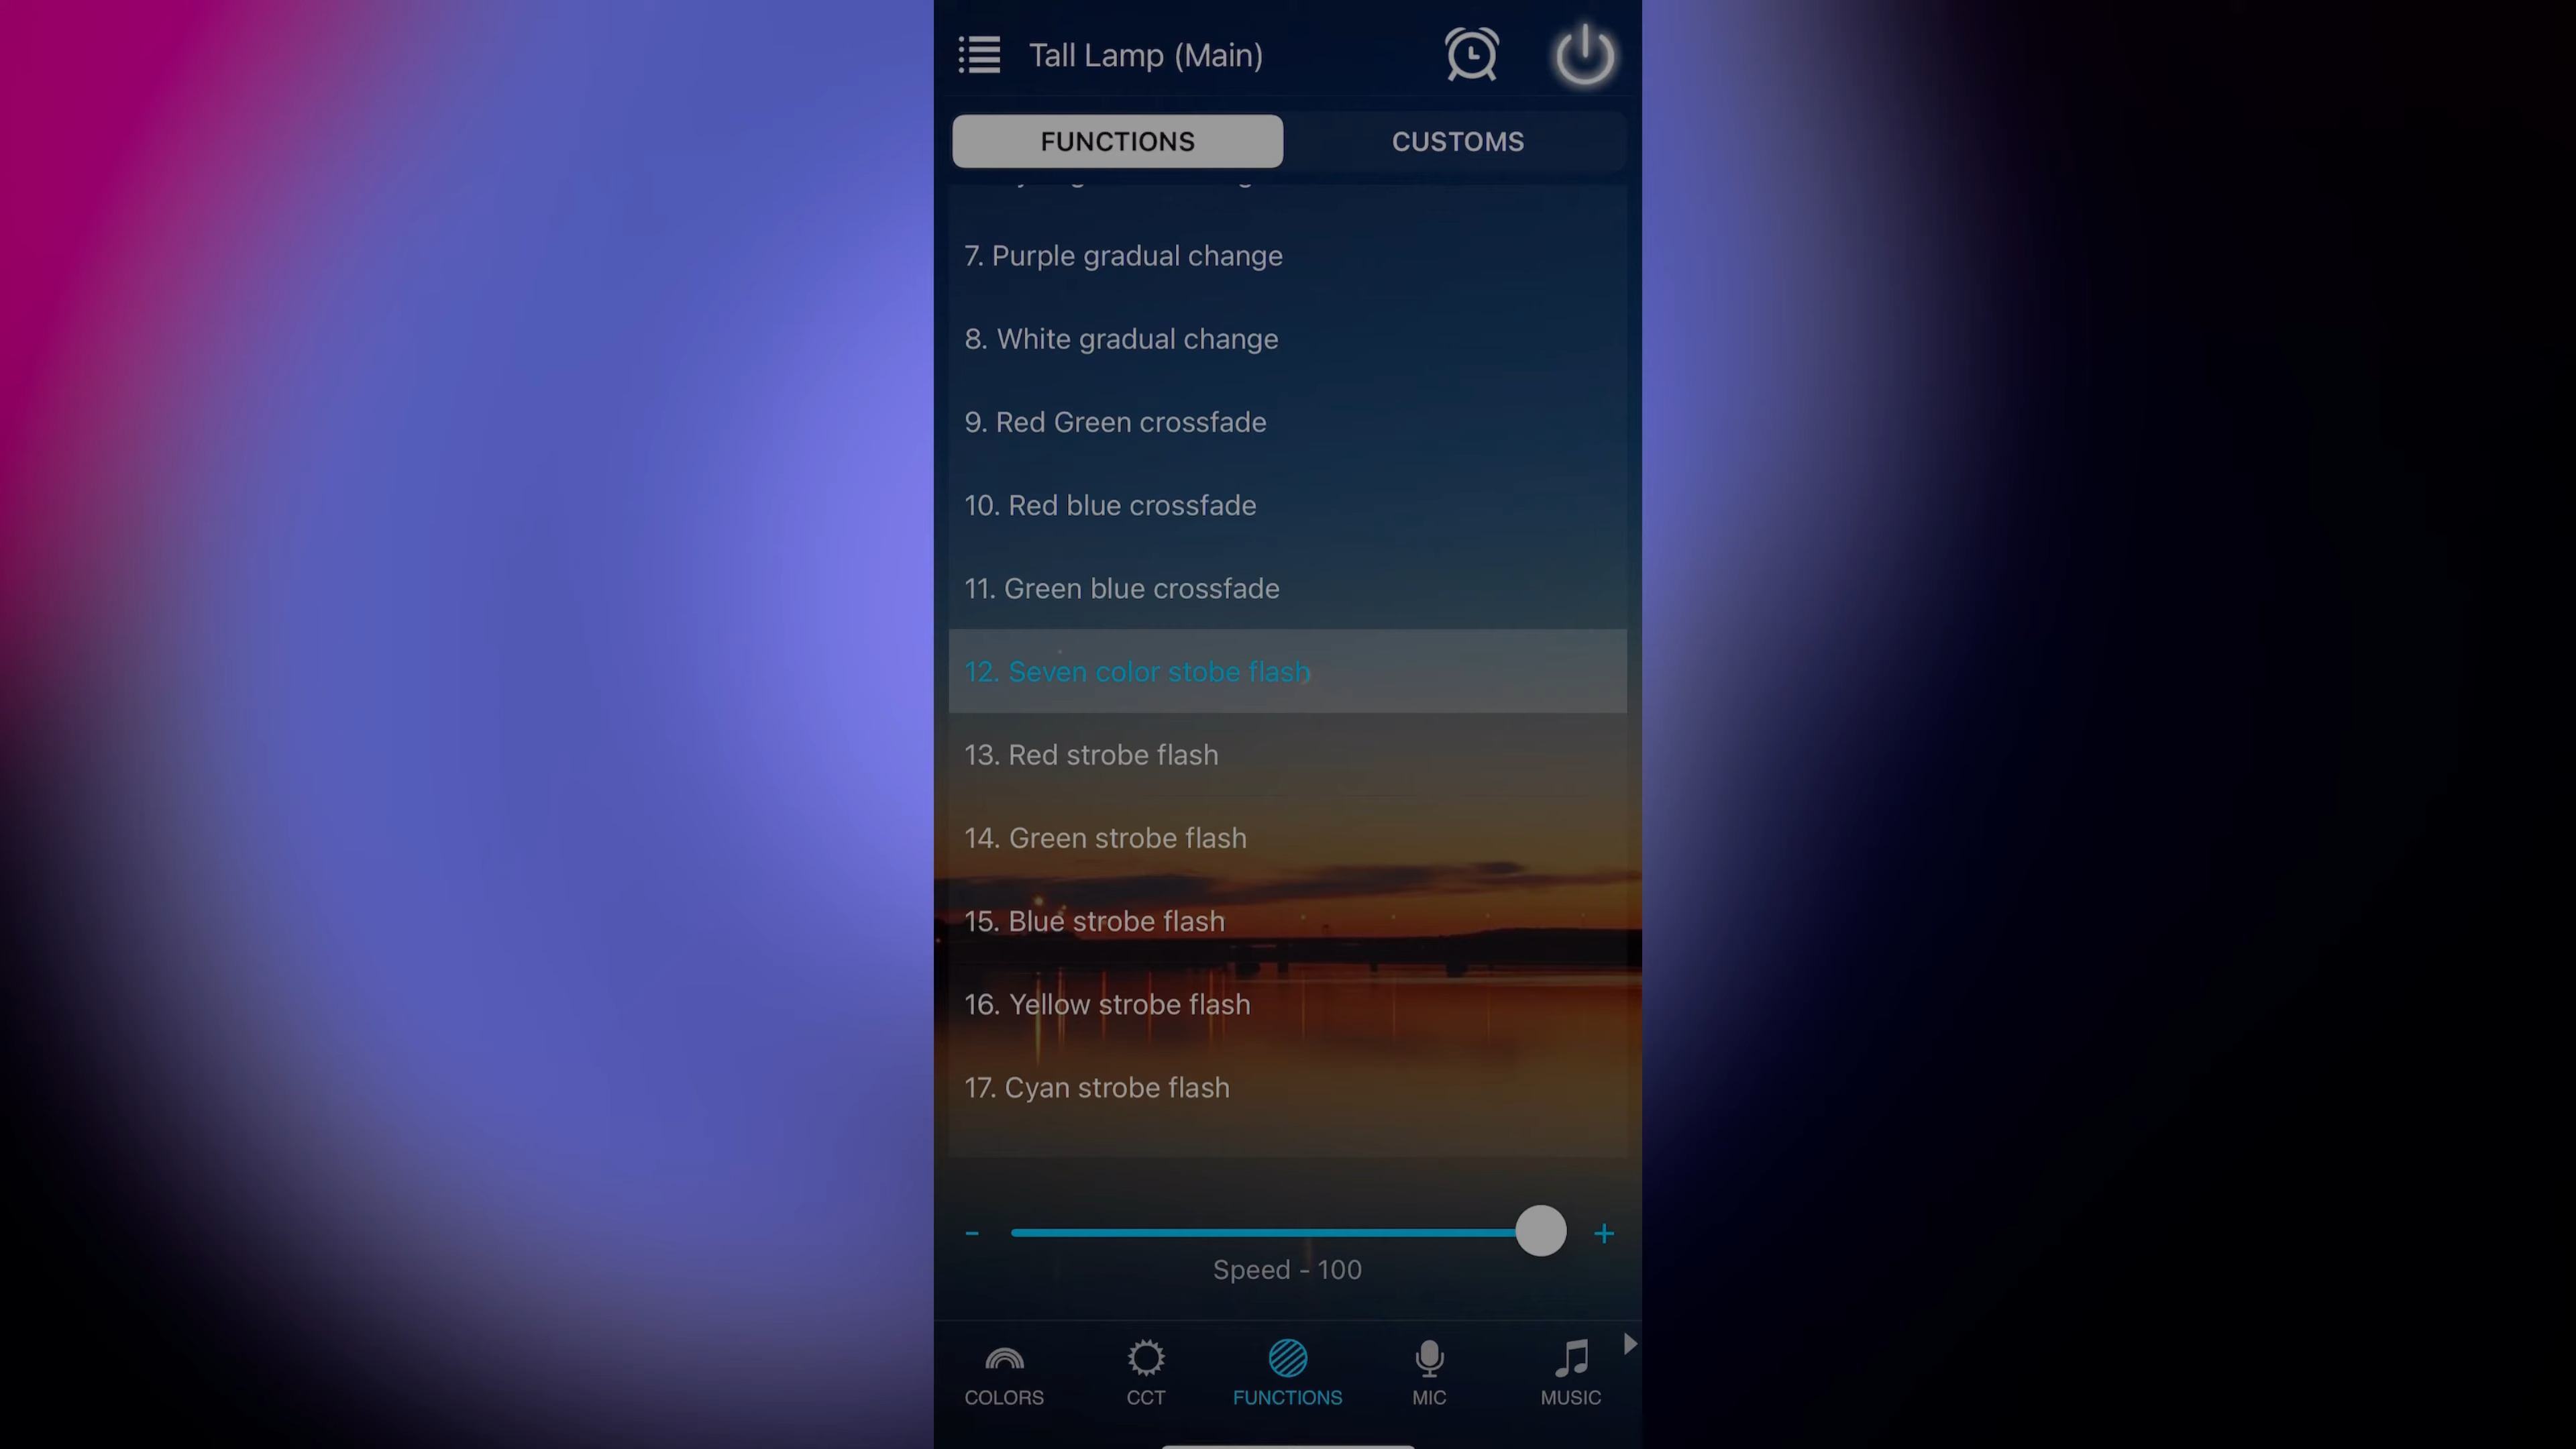 Tall Lamp (Main)
FUNCTIONS
CUSTOMS
7. Purple gradual change
8. White gradual change
9. Red Green crossfade
10. Red blue crossfade
11. Green blue crossfade
12. Seven color stobe flash
13. Red strobe flash
14. Green strobe flash
15. Blue strobe flash
16. Yellow strobe flash
17. Cyan strobe flash
- +
Speed - 100
COLORS
CCT
FUNCTIONS
MIC
MUSIC